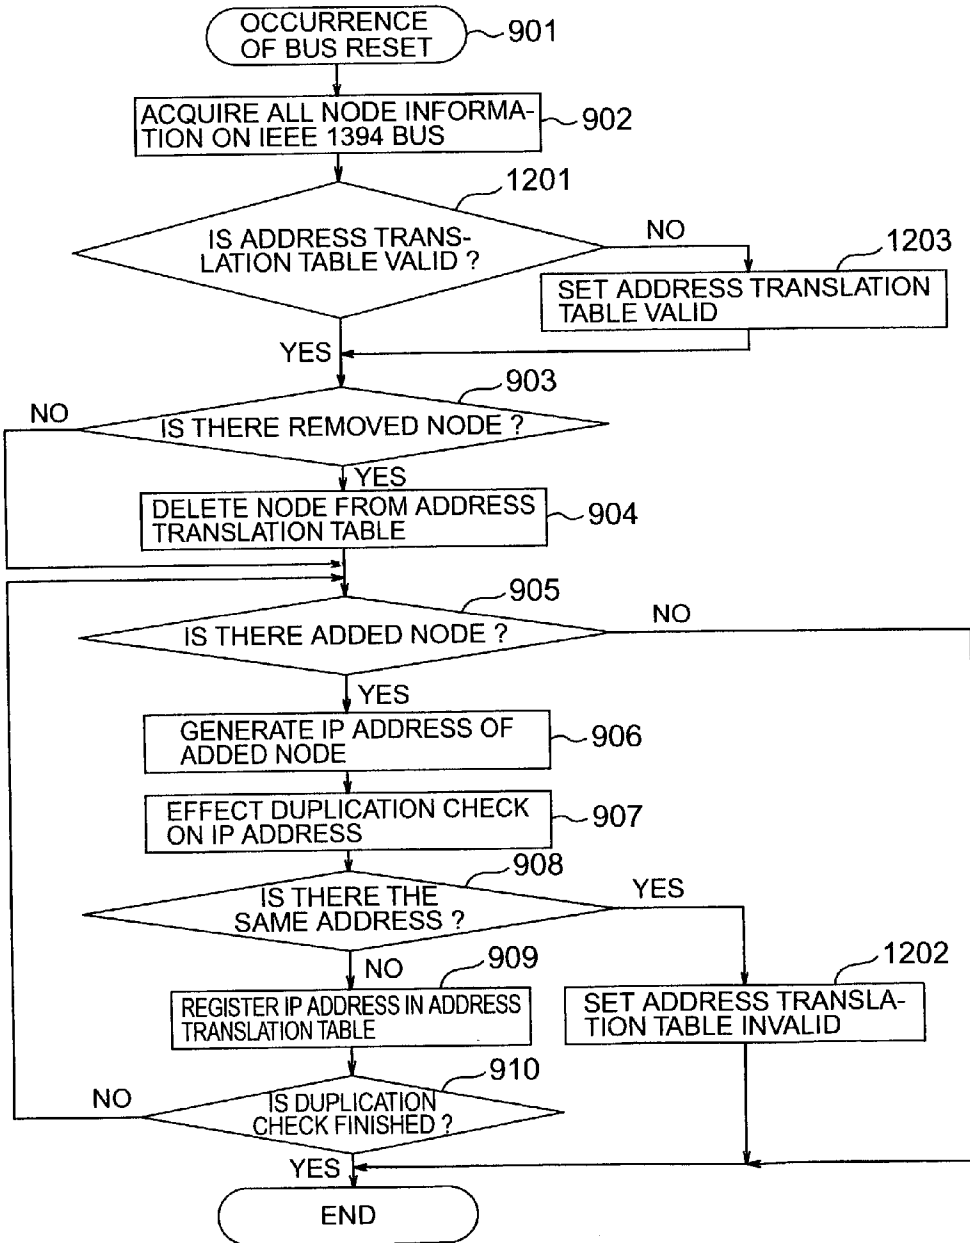 OCCURRENCE
OF BUS RESET
901
ACQUIRE ALL NODE INFORMA-
TION ON IEEE 1394 BUS
902
1201
IS ADDRESS TRANS-
LATION TABLE VALID ?
NO
1203
SET ADDRESS TRANSLATION
TABLE VALID
YES
903
NO
IS THERE REMOVED NODE ?
YES
DELETE NODE FROM ADDRESS
TRANSLATION TABLE
904
905
IS THERE ADDED NODE ?
NO
YES
GENERATE IP ADDRESS OF
ADDED NODE
906
EFFECT DUPLICATION CHECK
ON IP ADDRESS
907
908
IS THERE THE
SAME ADDRESS ?
YES
NO
909
1202
REGISTER IP ADDRESS IN ADDRESS
TRANSLATION TABLE
SET ADDRESS TRANSLA-
TION TABLE INVALID
910
NO
IS DUPLICATION
CHECK FINISHED ?
YES
END